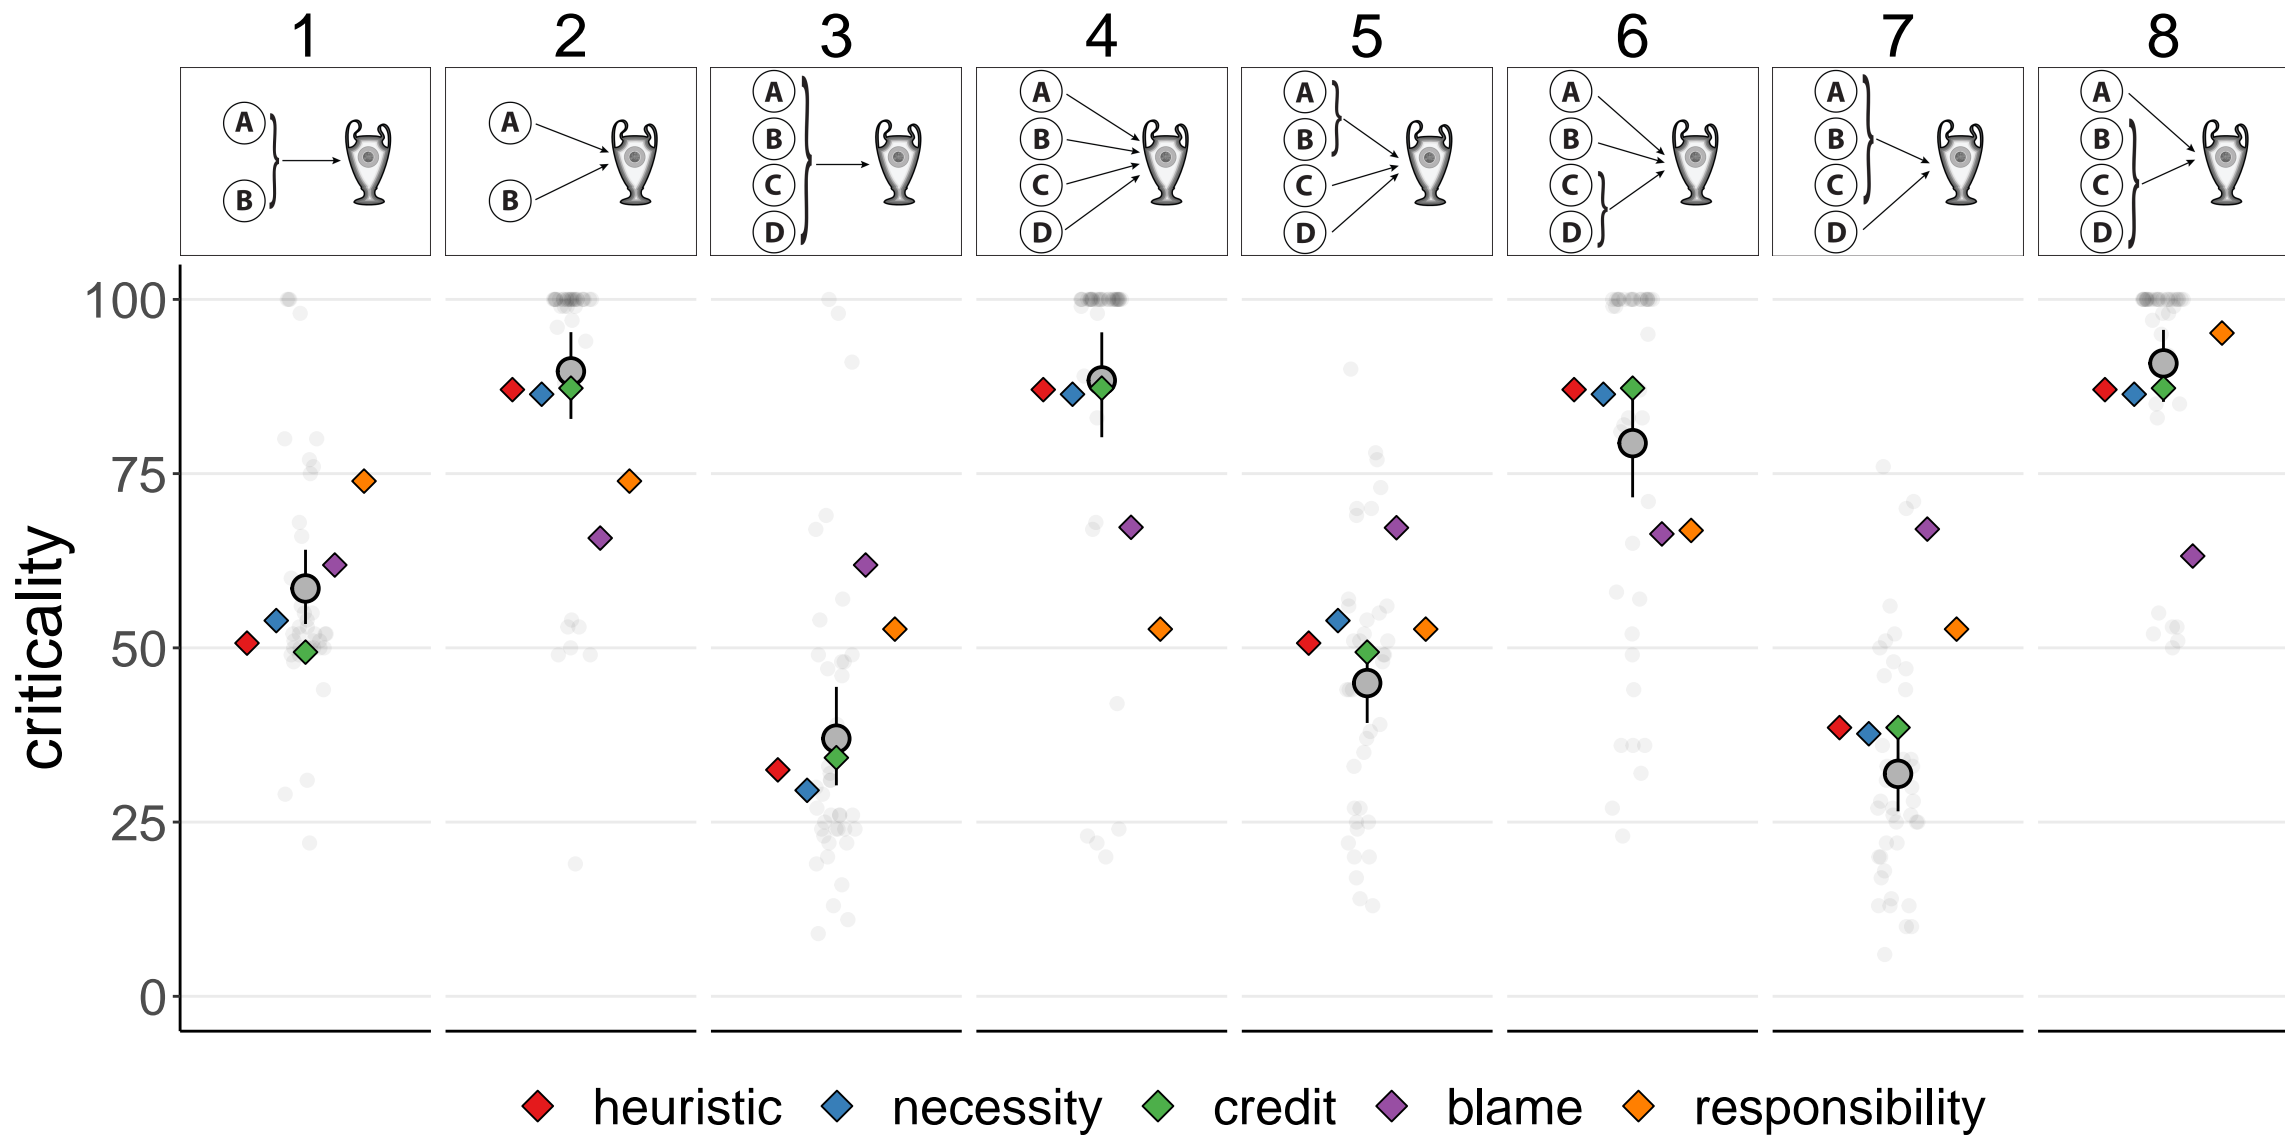 1 2 3 4 5 6 7 8
A B
A B
A B C D
A B C D
A B C D
A B C D
A B C D
A B C D
criticality
100
75
50
25
0
heuristic necessity credit blame responsibility